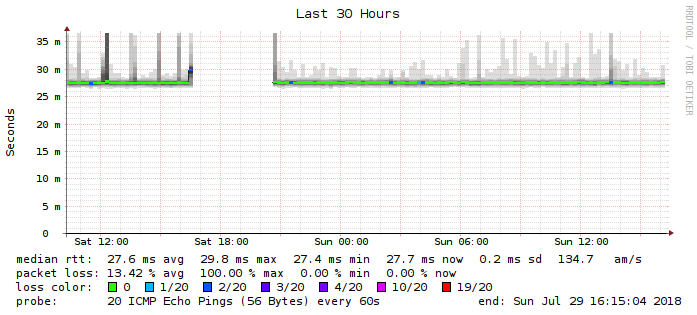 Last 30 Hours
RRDTOOL / TOBI OETIKER
Seconds
35 m
30 m
25 m
20 m
15 m
10 m
5 m
0
Sat 12:00 Sat 18:00 Sun 00:00 Sun 06:00 Sun 12:00
median rtt: 27.6 ms avg 29.8 ms max 27.4 ms min 27.7 ms now 0.2 ms sd 134.7 am/s
packet loss: 13.42 % avg 100.00 % max 0.00 % min 0.00 % now
loss color: 0 1/20 2/20 3/20 4/20 10/20 19/20
probe: 20 ICMP Echo Pings (56 Bytes) every 60s end: Sun Jul 29 16:15:04 2018